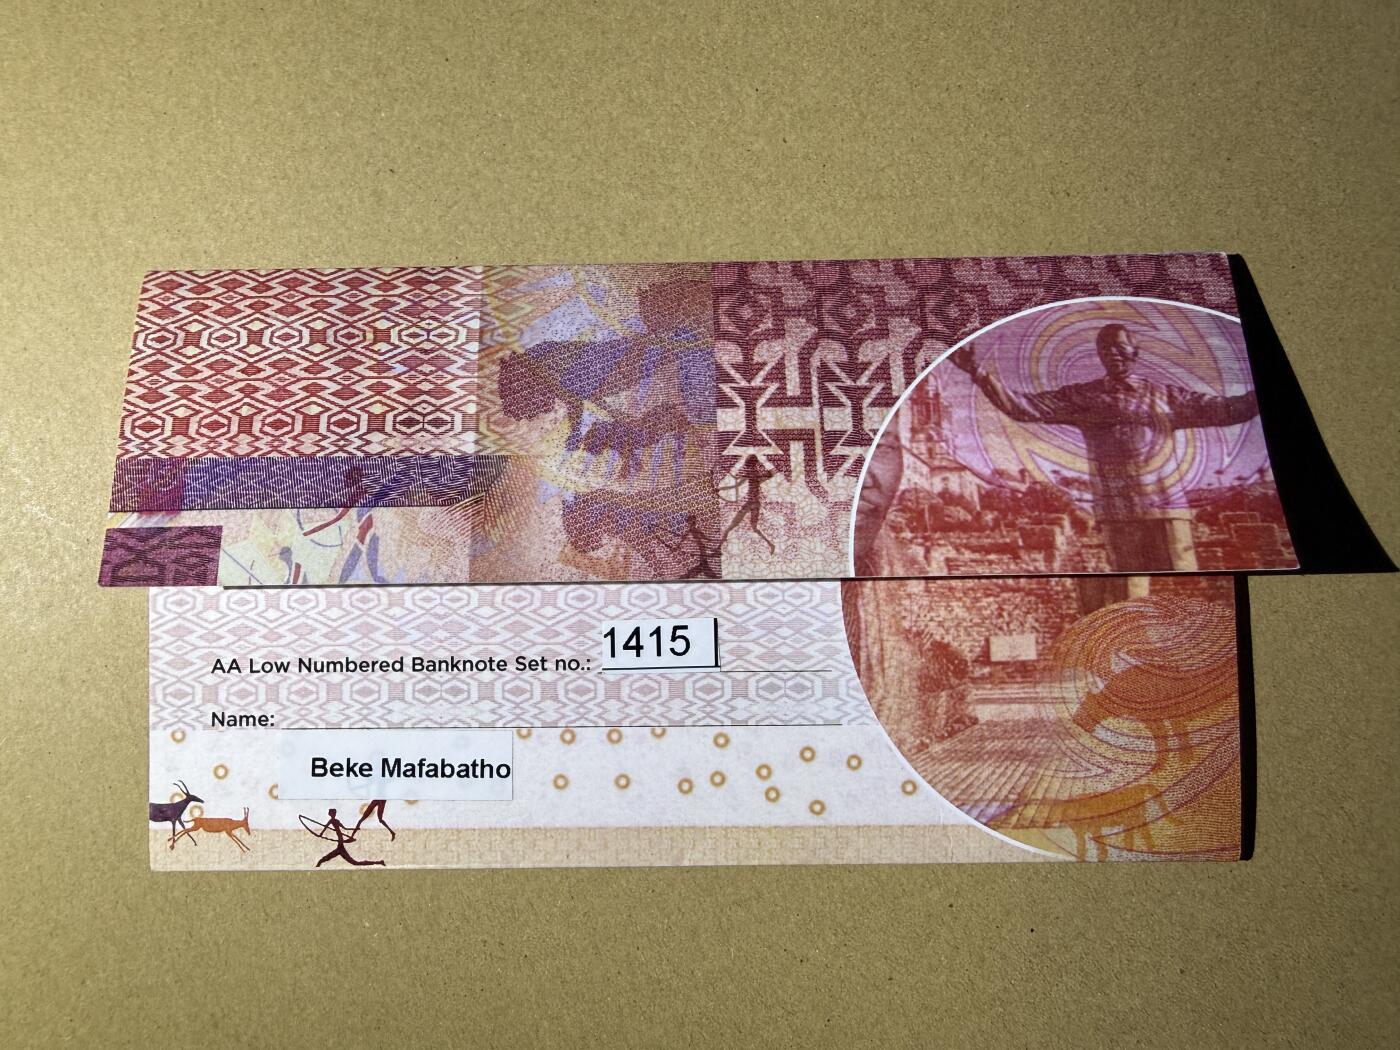 AA Low Numbered Banknote Set no.: 1415
Name:
Beke Mafabatho